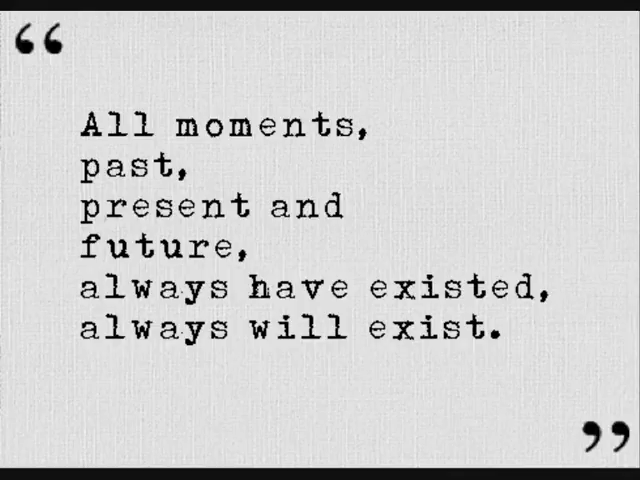 “
All moments,
past,
present and
future,
always have existed,
always will exist.
”